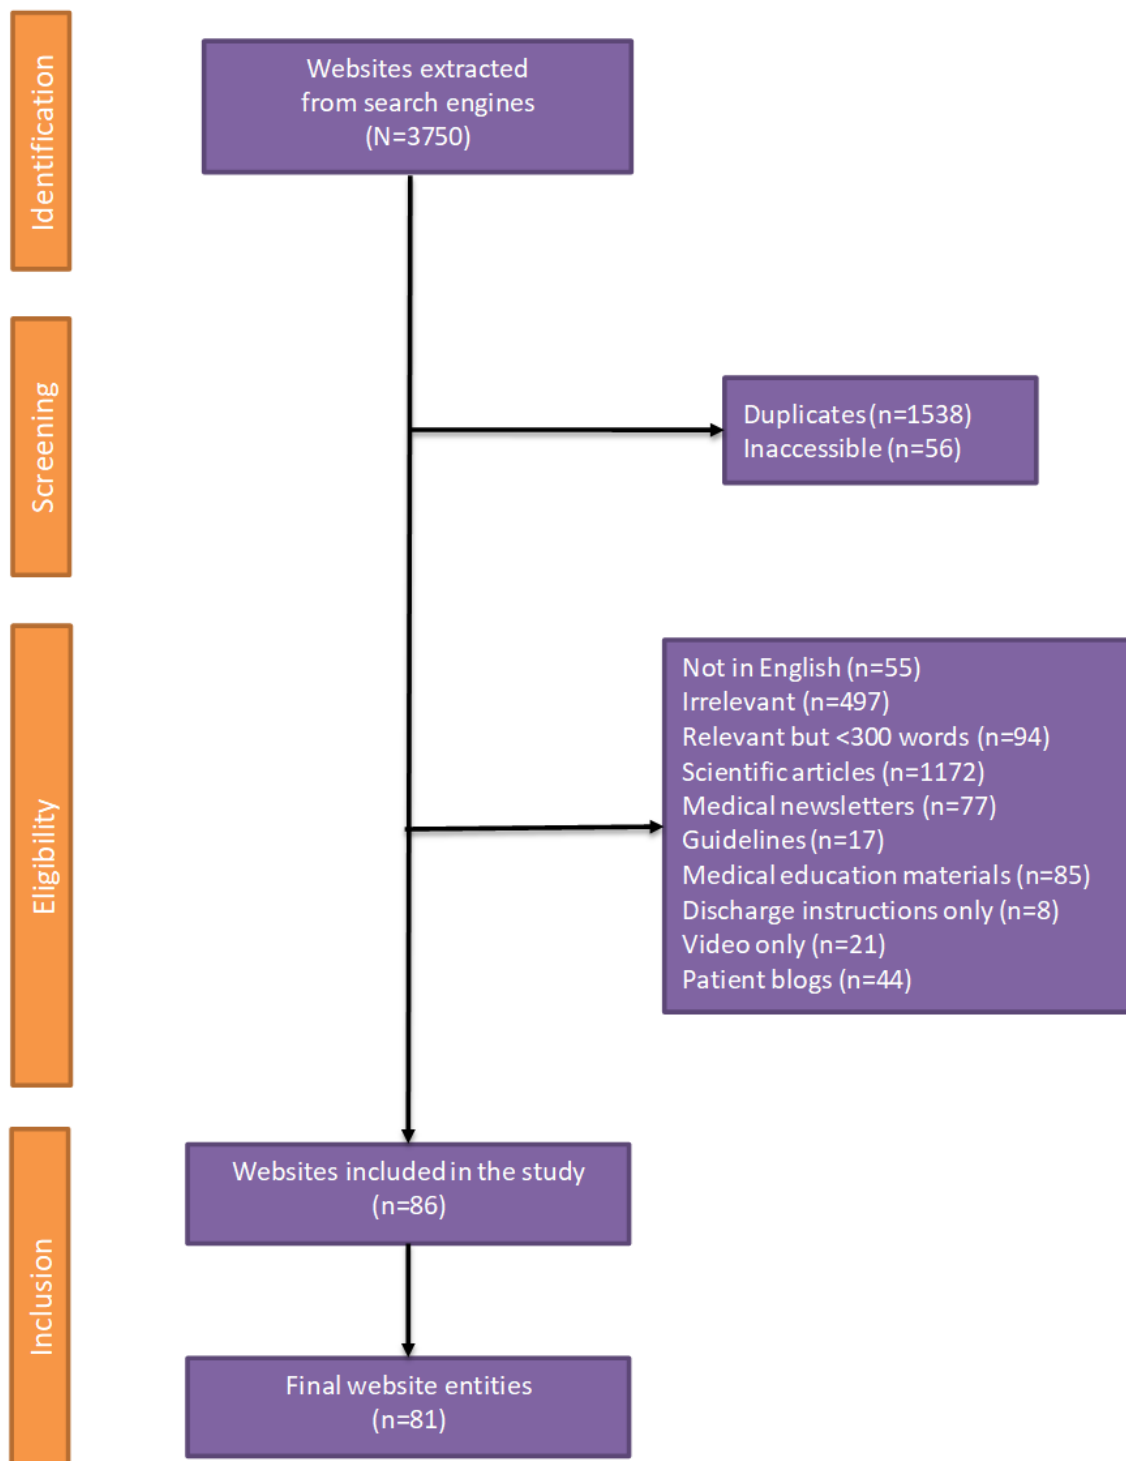 Identification
Websites extracted
from search engines
(N=3750)
Screening
Duplicates (n=1538)
Inaccessible (n=56)
Eligibility
Not in English (n=55)
Irrelevant (n=497)
Relevant but <300 words (n=94)
Scientific articles (n=1172)
Medical newsletters (n=77)
Guidelines (n=17)
Medical education materials (n=85)
Discharge instructions only (n=8)
Video only (n=21)
Patient blogs (n=44)
Inclusion
Websites included in the study
(n=86)
Final website entities
(n=81)